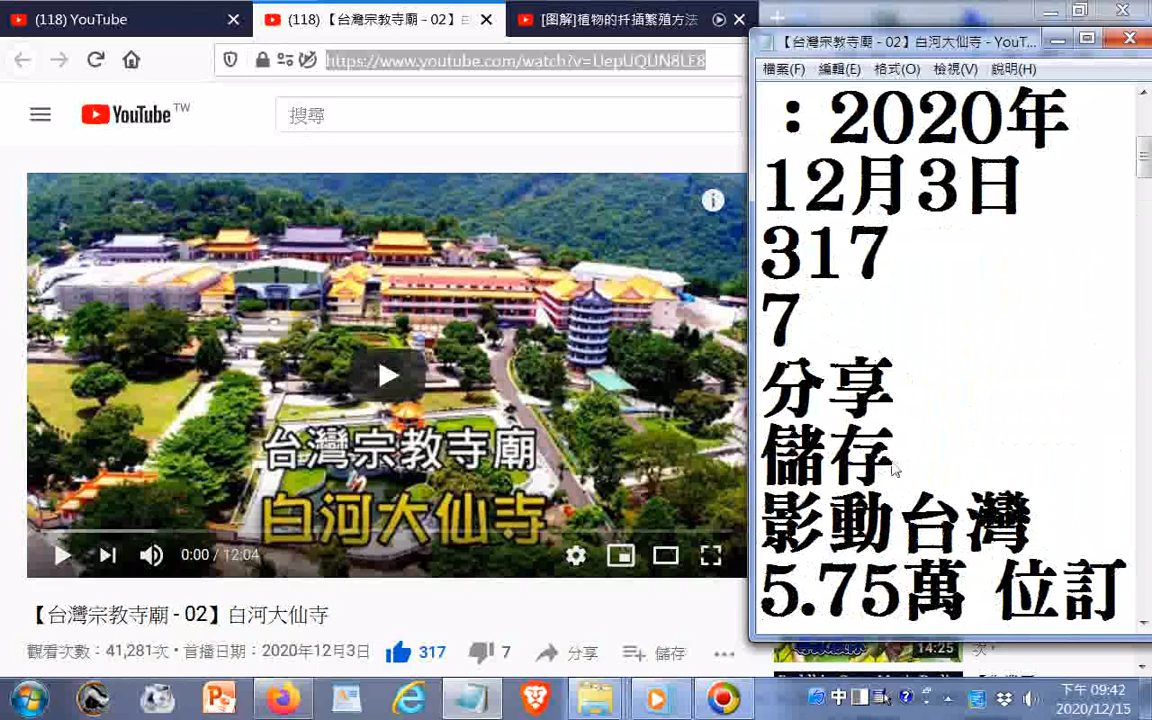 (118) YouTube
(118) 【台灣宗教寺廟 - 02】
[图解]植物的扦插繁殖方法
https://www.youtube.com/watch?v=UepUQUN8LE8
YouTube TW
搜尋
台灣宗教寺廟
白河大仙寺
0:00 / 12:04
【台灣宗教寺廟 - 02】白河大仙寺
觀看次數：41,281次 • 首播日期：2020年12月3日
317
7
分享
儲存
【台灣宗教寺廟 - 02】白河大仙寺 - YouT...
檔案(F) 編輯(E) 格式(O) 檢視(V) 說明(H)
：2020年
12月3日
317
7
分享
儲存
影動台灣
5.75萬 位訂
14:25
次，
中
下午 09:42
2020/12/15